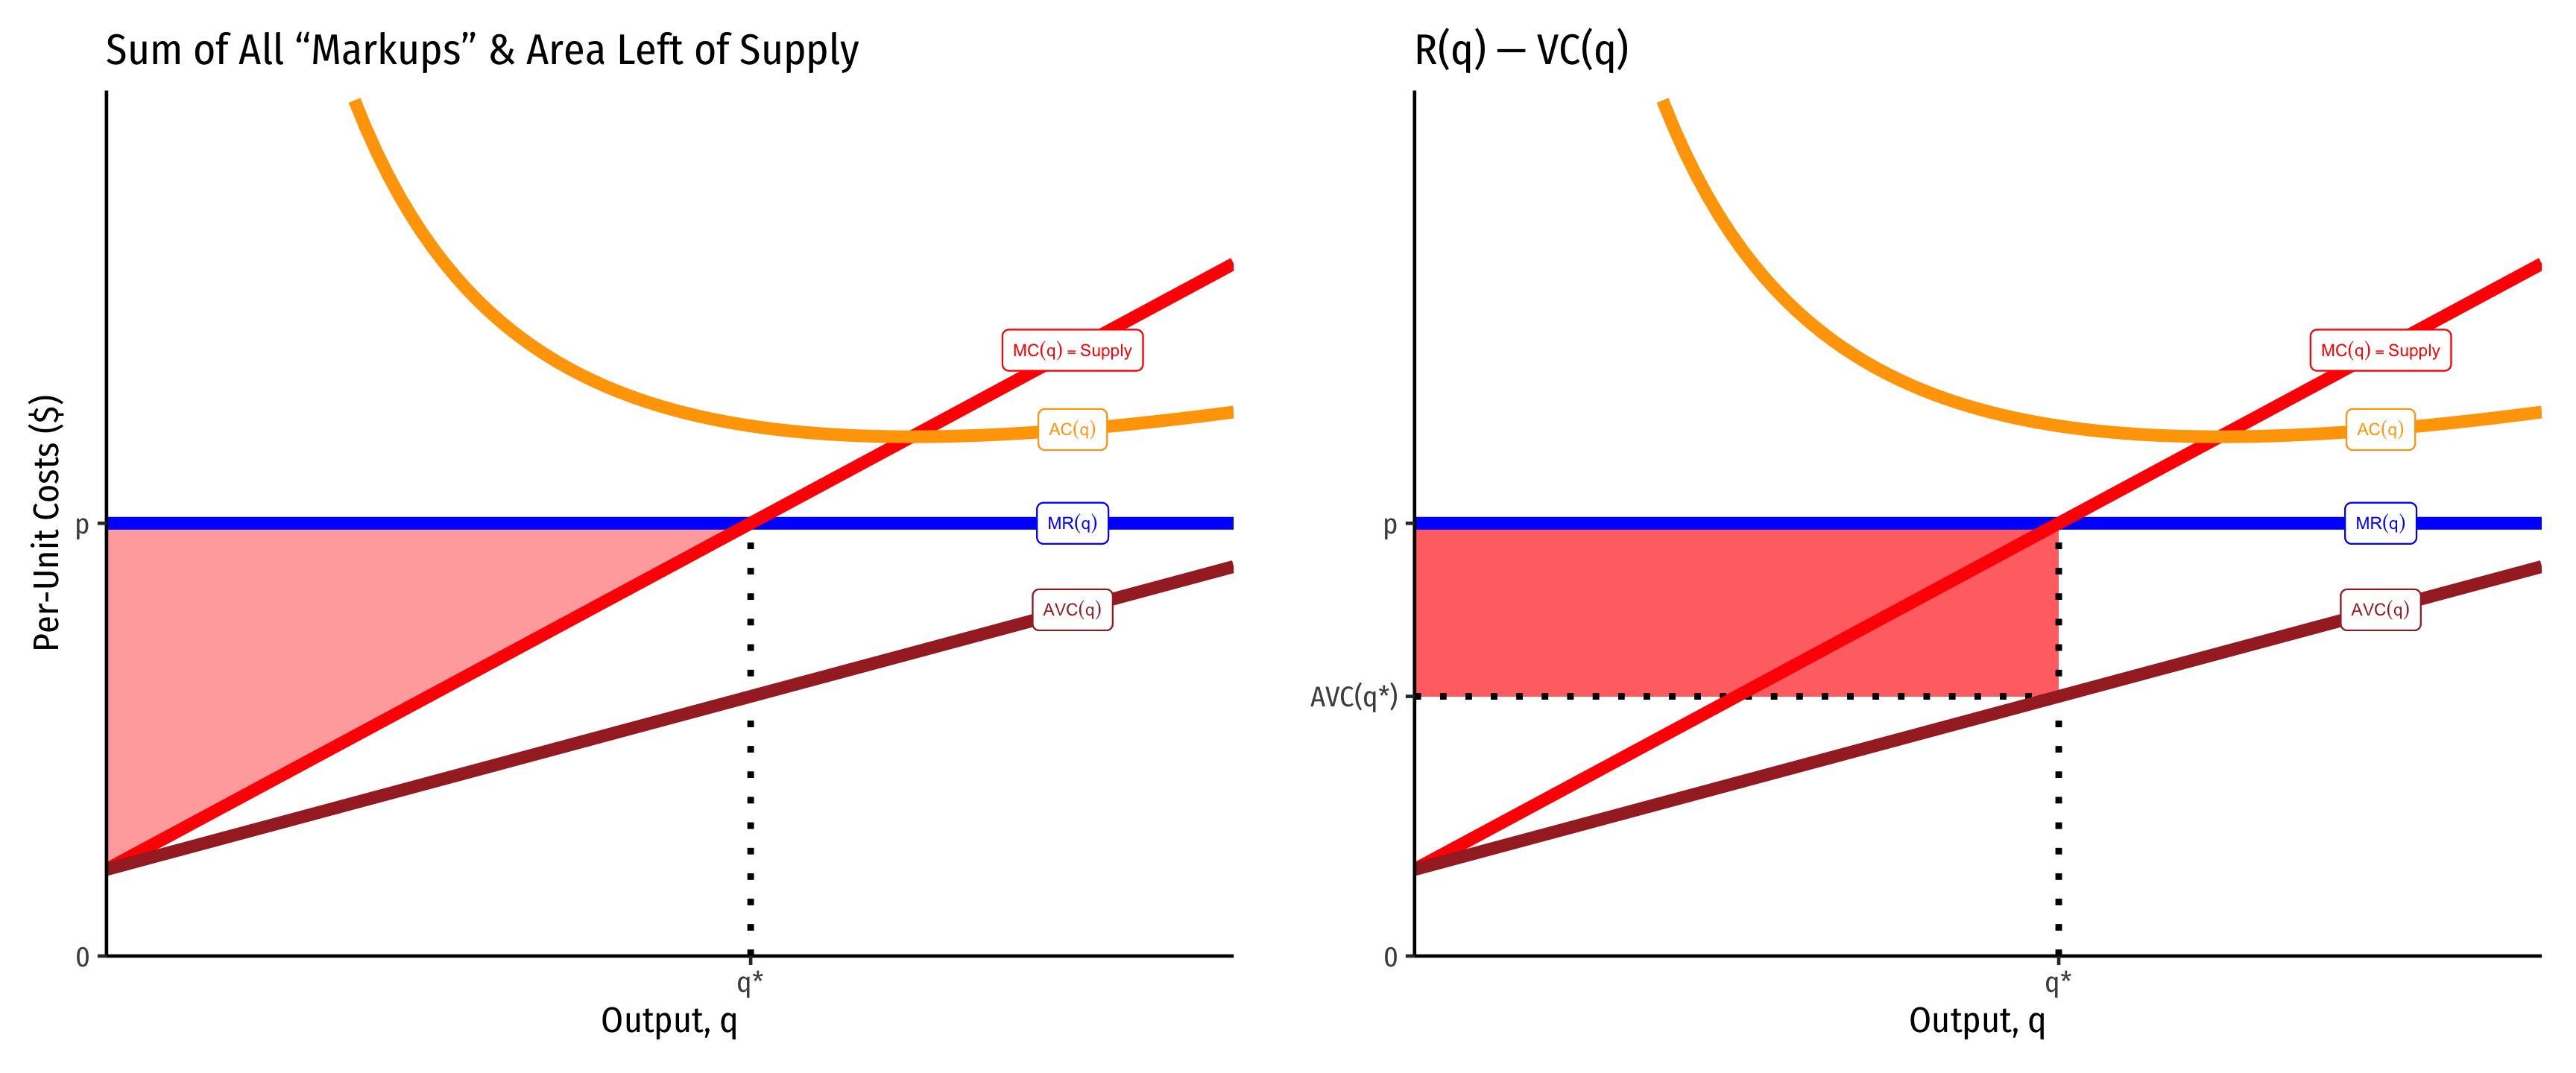 Sum of All “Markups” & Area Left of Supply
Per-Unit Costs ($)
MC(q) = Supply
AC(q)
p
MR(q)
AVC(q)
0
q*
Output, q
R(q) — VC(q)
MC(q) = Supply
AC(q)
p
MR(q)
AVC(q)
AVC(q*)
0
q*
Output, q